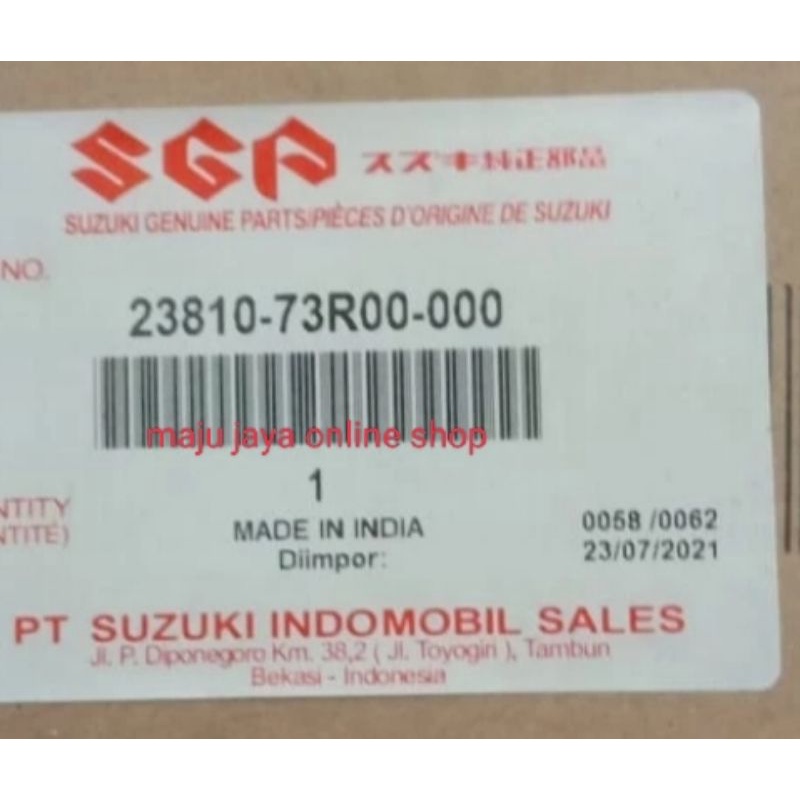 SGP スズキ純正部品
SUZUKI GENUINE PARTS/PIÈCES D'ORIGINE DE SUZUKI
NO.
23810-73R00-000
maju jaya online shop
1
NTITY
NTITÉ)
MADE IN INDIA
Diimpor:
0058 /0062
23/07/2021
PT SUZUKI INDOMOBIL SALES
Jl. P. Diponegoro Km. 38,2 ( Jl. Toyogiri ), Tambun
Bekasi - Indonesia